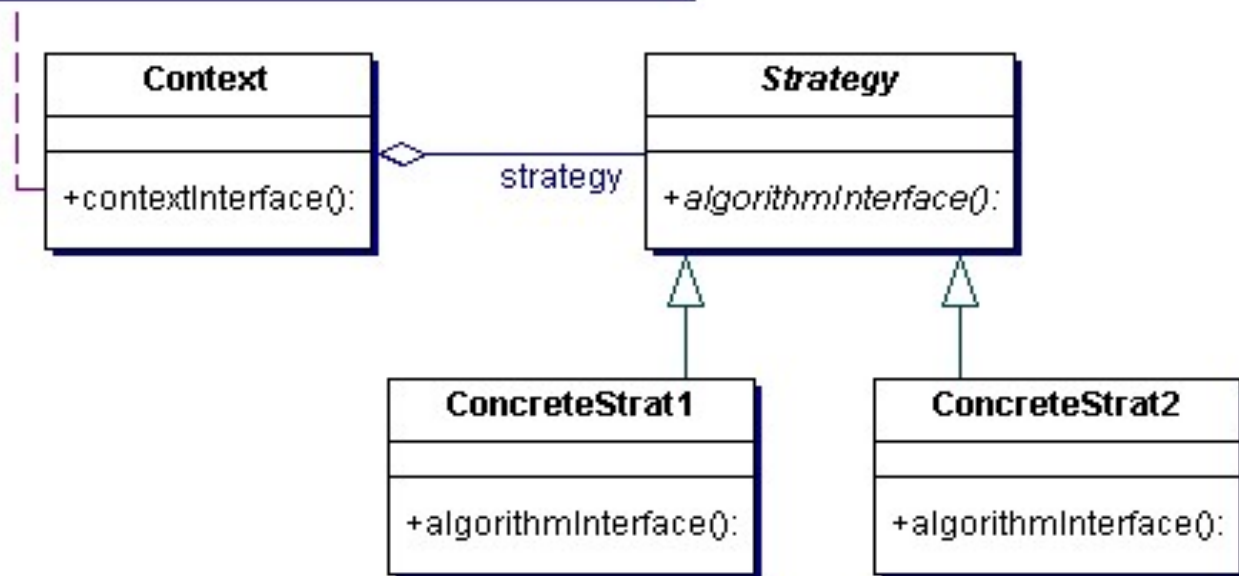 Context
+contextInterface():
strategy
Strategy
+algorithmInterface():
ConcreteStrat1
+algorithmInterface():
ConcreteStrat2
+algorithmInterface():